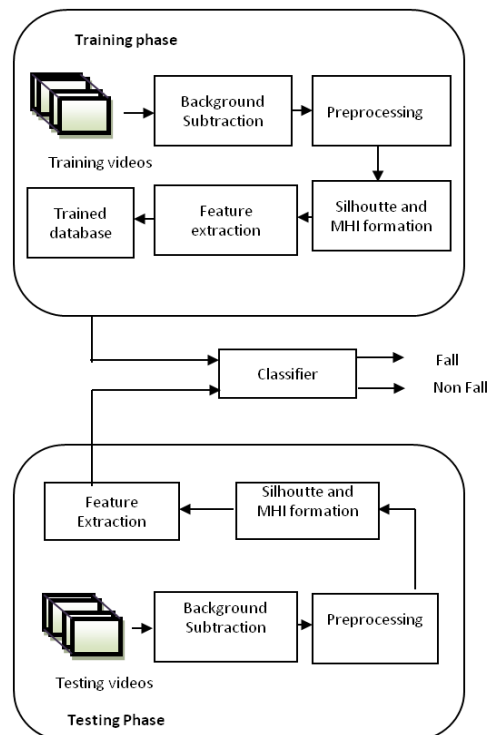 Training phase
Background
Subtraction
Preprocessing
Training videos
Silhoutte and
MHI formation
Feature
extraction
Trained
database
Classifier
Fall
Non Fall
Feature
Extraction
Silhoutte and
MHI formation
Background
Subtraction
Preprocessing
Testing videos
Testing Phase